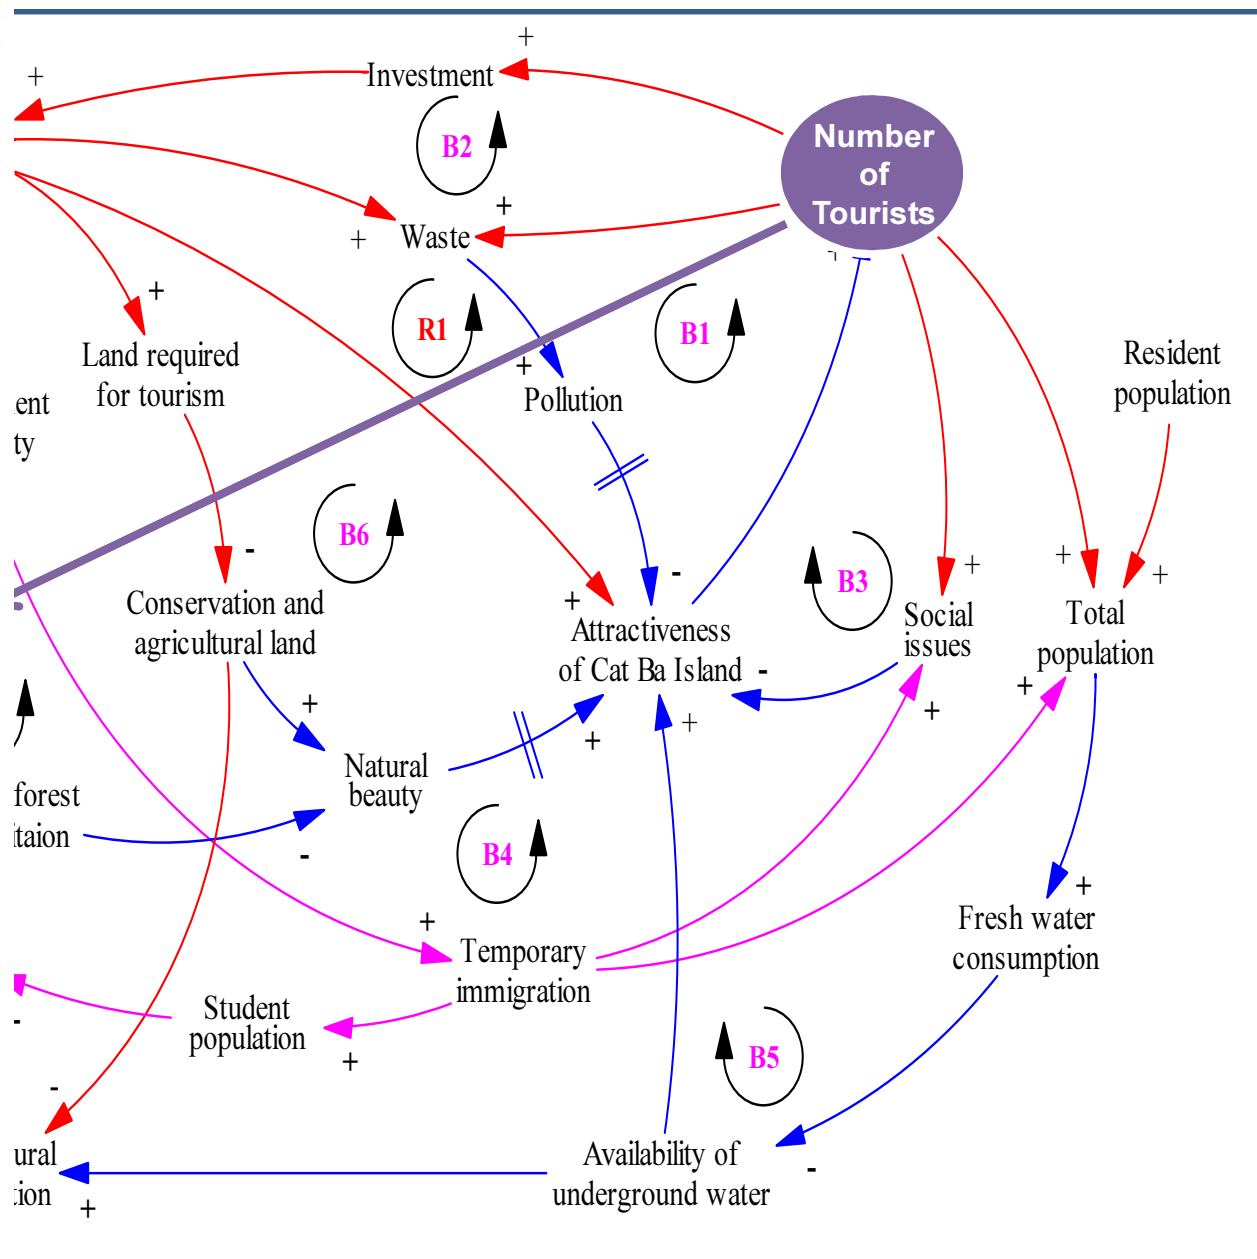 +
+
Investment
B2
Number
of
Tourists
+
+
Waste
+
R1
B1
+
Land required
for tourism
+
Pollution
Resident
population
ent
ty
B6
-
-
+
B3
+
+
+
Conservation and
agricultural land
Attractiveness
of Cat Ba Island
-
Social
issues
Total
population
+
+
+
+
+
Natural
beauty
forest
itaion
-
B4
+
+
Fresh water
consumption
Temporary
immigration
Student
population
-
+
B5
-
Availability of
underground water
-
ural
tion
+